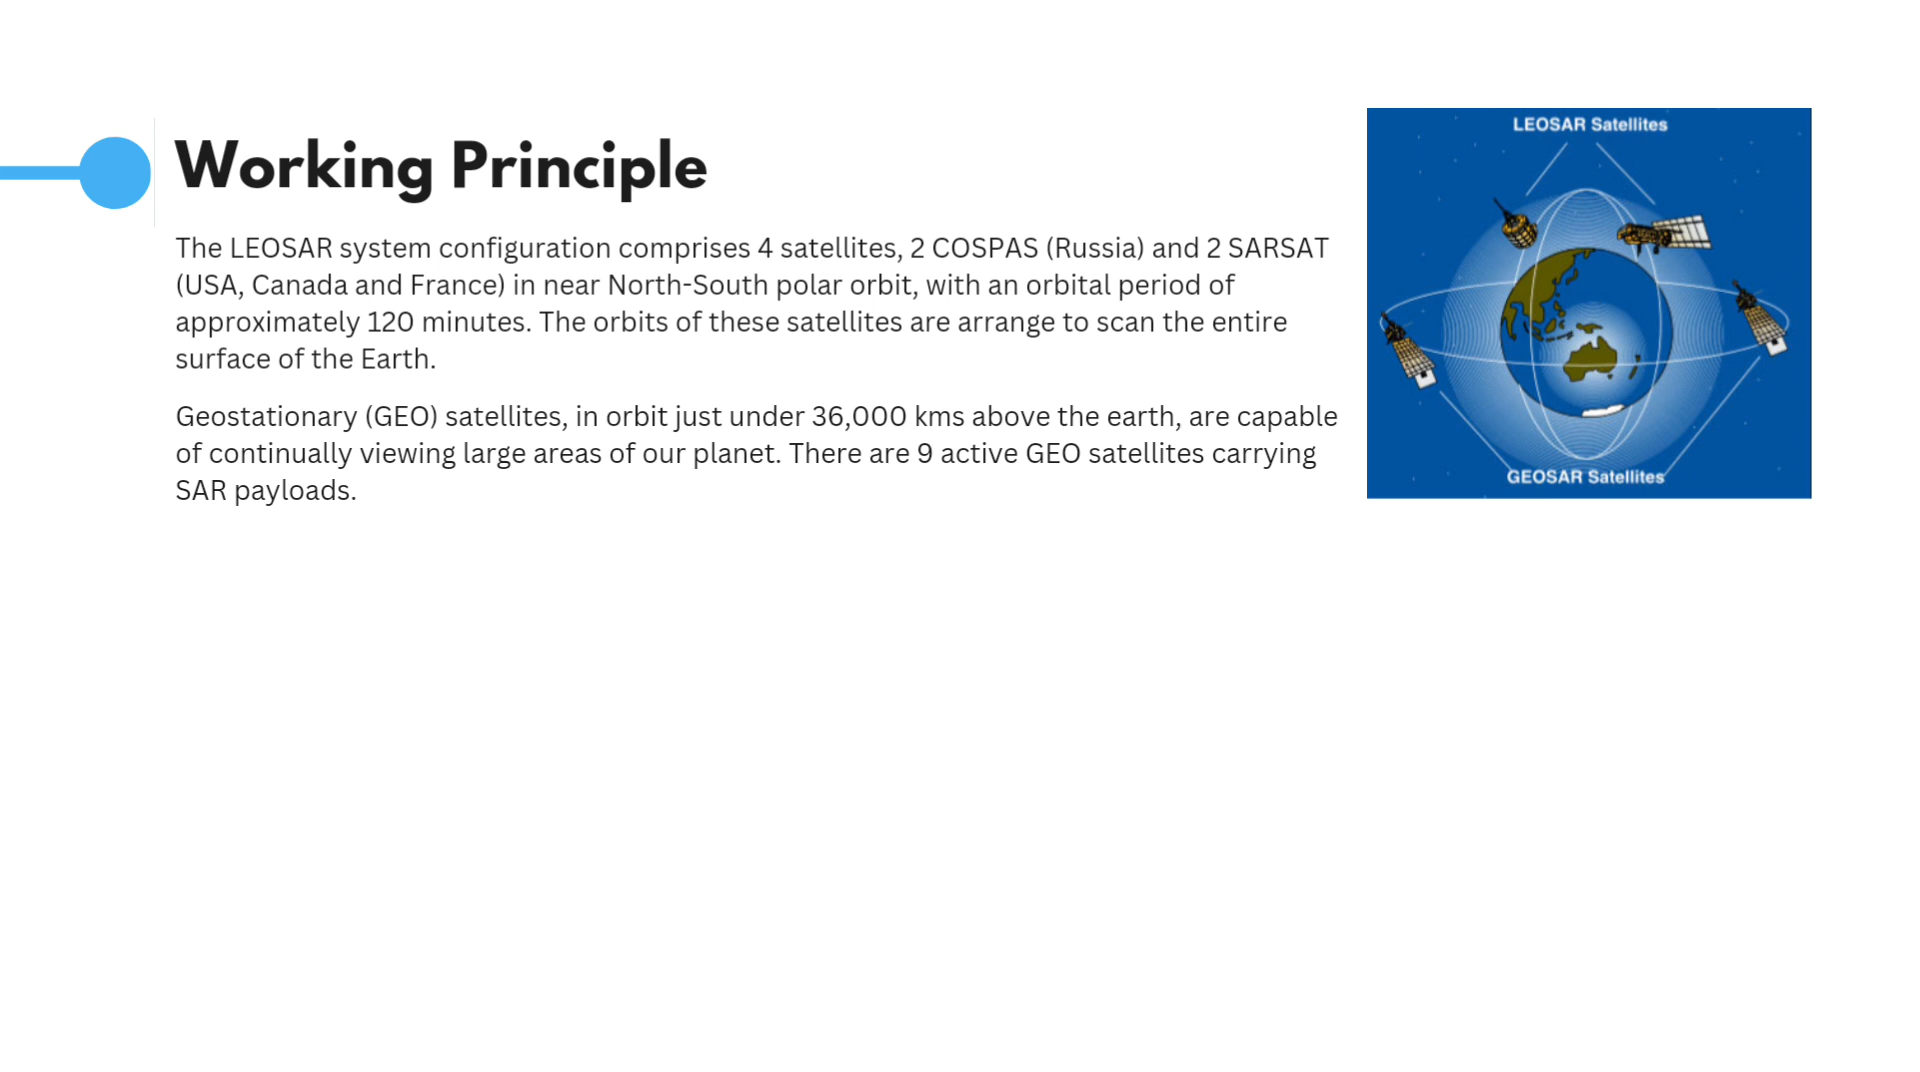 Working Principle
The LEOSAR system configuration comprises 4 satellites, 2 COSPAS (Russia) and 2 SARSAT
(USA, Canada and France) in near North-South polar orbit, with an orbital period of
approximately 120 minutes. The orbits of these satellites are arrange to scan the entire
surface of the Earth.
Geostationary (GEO) satellites, in orbit just under 36,000 kms above the earth, are capable
of continually viewing large areas of our planet. There are 9 active GEO satellites carrying
SAR payloads.
LEOSAR Satellites
GEOSAR Satellites